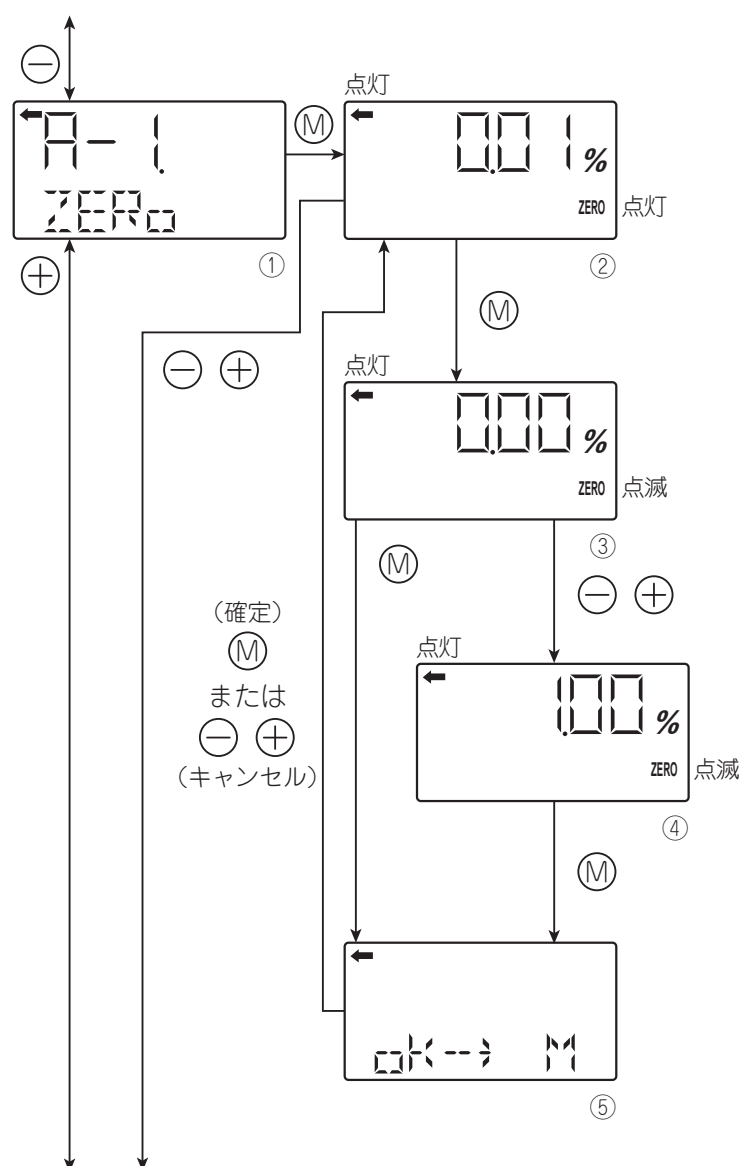 ⊖
点灯
A-1.
ZERo
Ⓜ
0.01 %
ZERO 点灯
⊕
①
②
Ⓜ
⊖ ⊕
点灯
0.00 %
ZERO 点滅
③
Ⓜ
⊖ ⊕
(確定)
Ⓜ
または
⊖ ⊕
(キャンセル)
点灯
1.00 %
ZERO 点滅
④
Ⓜ
oK--> M
⑤